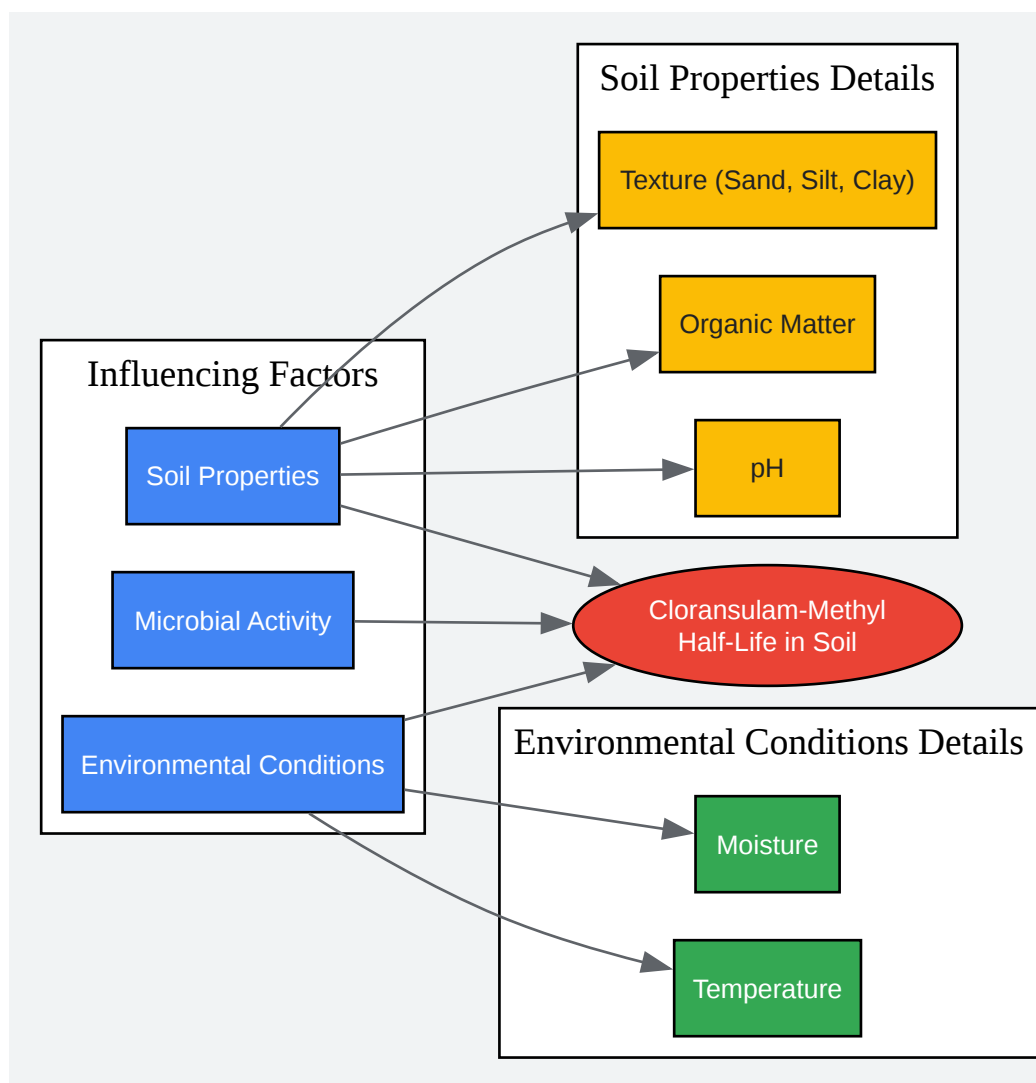 Soil Properties Details
Texture (Sand, Silt, Clay)
Organic Matter
pH
Influencing Factors
Soil Properties
Microbial Activity
Environmental Conditions
Cloransulam-Methyl
Half-Life in Soil
Environmental Conditions Details
Moisture
Temperature